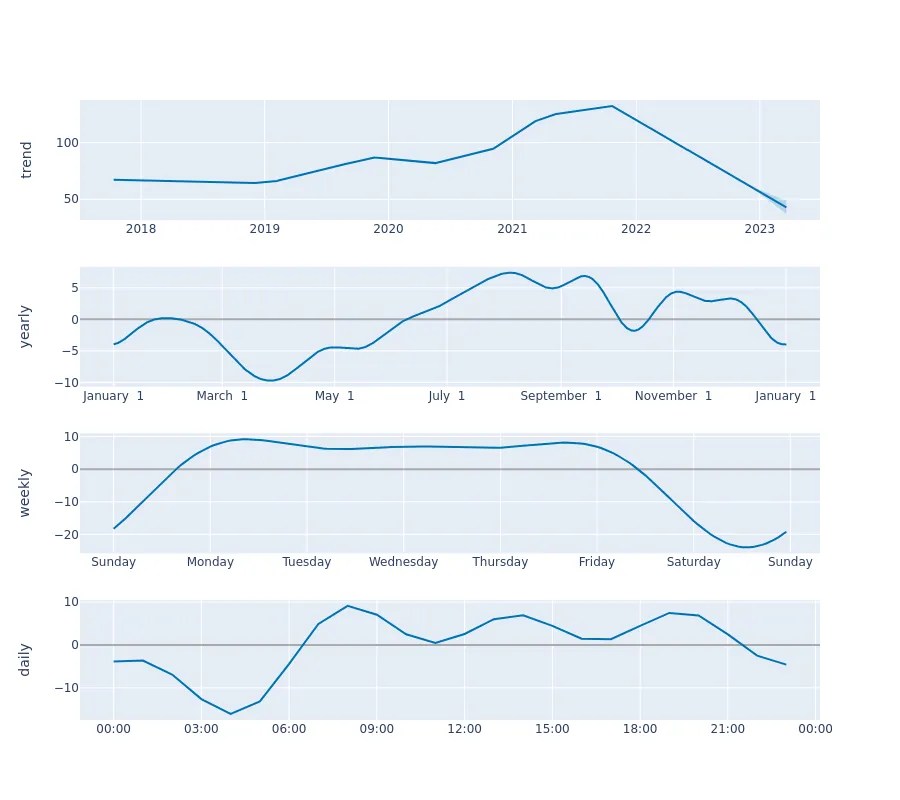 trend
100
50
2018 2019 2020 2021 2022 2023
yearly
5
0
−5
−10
January 1 March 1 May 1 July 1 September 1 November 1 January 1
weekly
10
0
−10
−20
Sunday Monday Tuesday Wednesday Thursday Friday Saturday Sunday
daily
10
0
−10
00:00 03:00 06:00 09:00 12:00 15:00 18:00 21:00 00:00